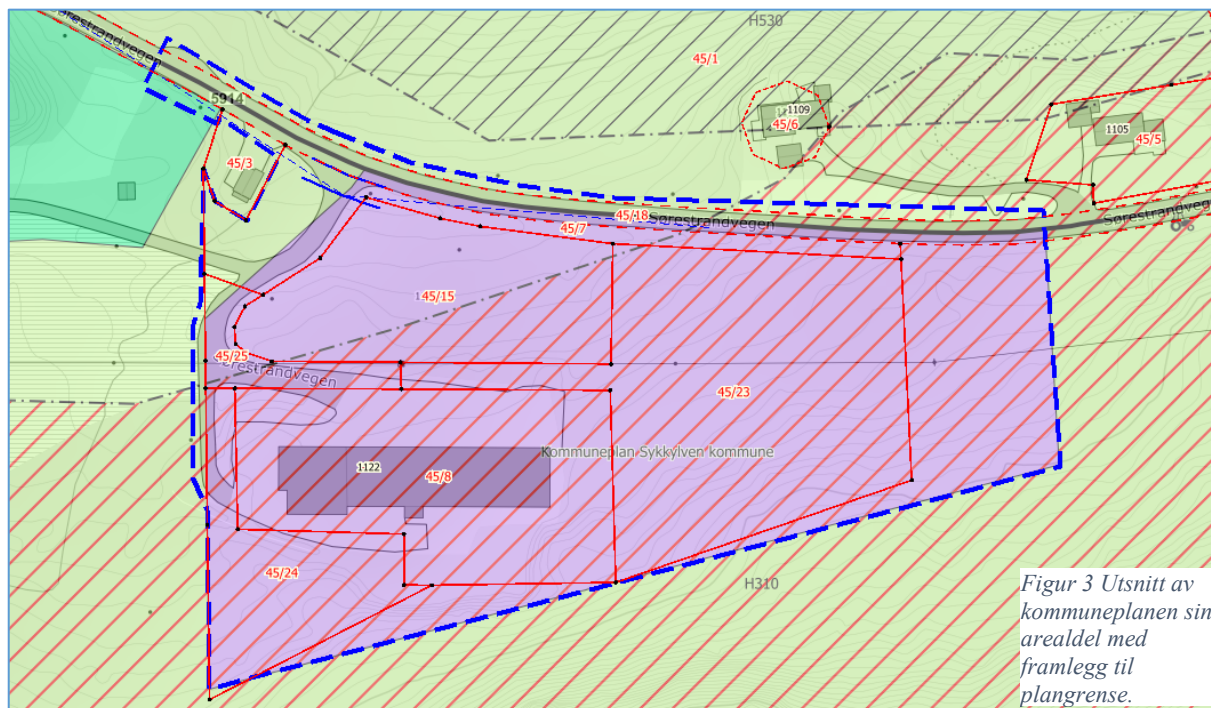 H530
Sørestrandvegen
45/1
5914
1109
45/6
1105
45/5
45/3
45/18
Sørestrandvegen
Sørestrandveg
6%
45/7
45/15
45/25
Sørestrandvegen
45/23
Kommuneplan Sykkylven kommune
1122
45/8
45/24
H310
Figur 3 Utsnitt av
kommuneplanen sin
arealdel med
framlegg til
plangrense.